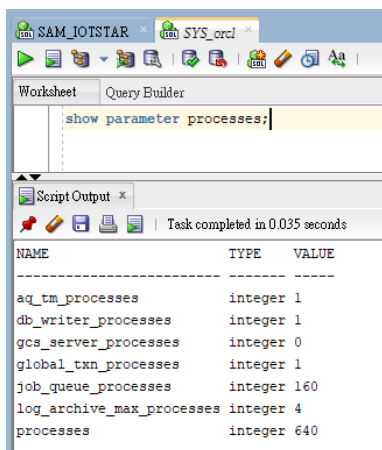 SAM_IOTSTAR SYS_orcl
Worksheet Query Builder
show parameter processes;
Script Output
Task completed in 0.035 seconds
NAME TYPE VALUE
------------------------- ------- -----
aq_tm_processes integer 1
db_writer_processes integer 1
gcs_server_processes integer 0
global_txn_processes integer 1
job_queue_processes integer 160
log_archive_max_processes integer 4
processes integer 640